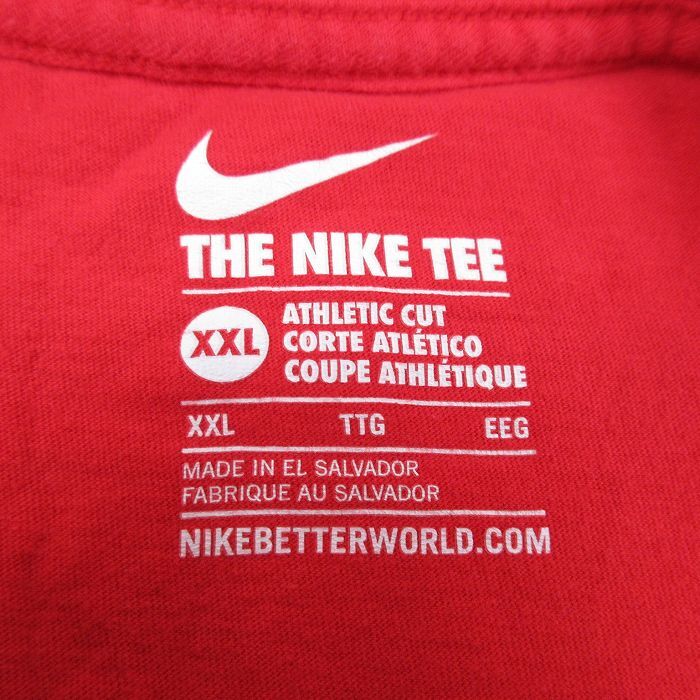 THE NIKE TEE
XXL
ATHLETIC CUT
CORTE ATLÉTICO
COUPE ATHLÉTIQUE
XXL TTG EEG
MADE IN EL SALVADOR
FABRIQUE AU SALVADOR
NIKEBETTERWORLD.COM